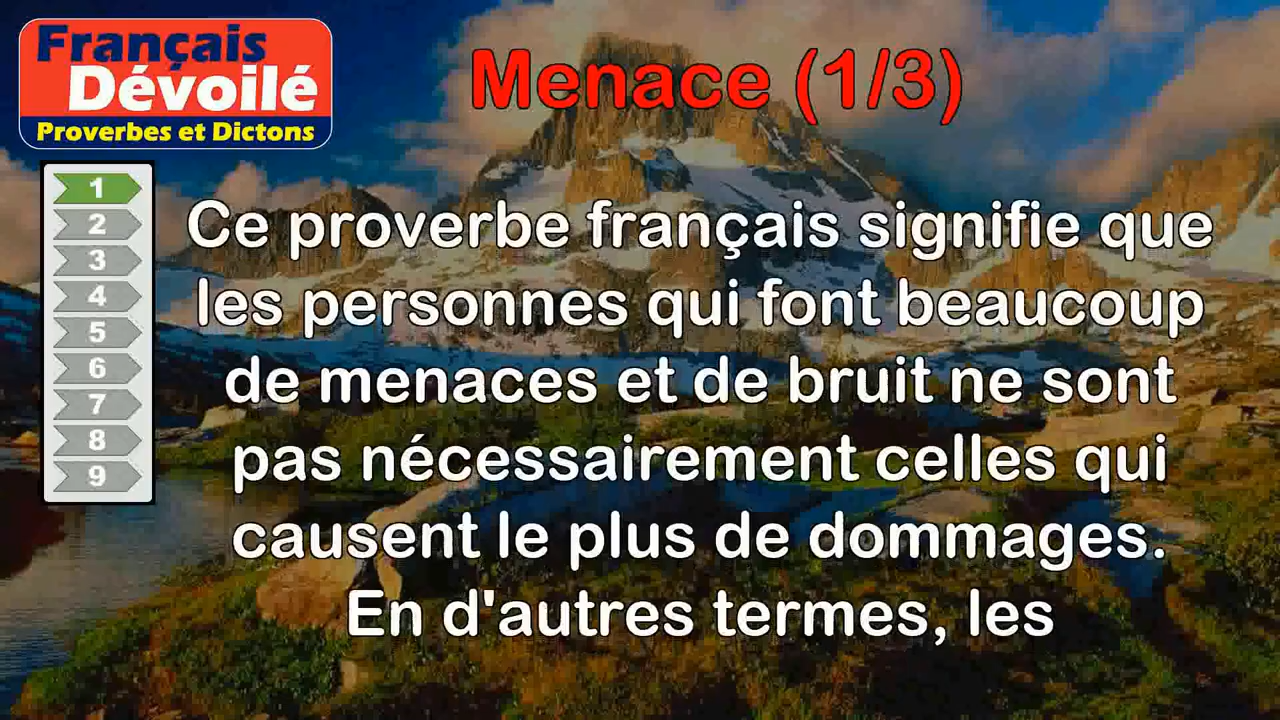 Français
Dévoilé
Proverbes et Dictons
Menace (1/3)
1
2
3
4
5
6
7
8
9
Ce proverbe français signifie que
les personnes qui font beaucoup
de menaces et de bruit ne sont
pas nécessairement celles qui
causent le plus de dommages.
En d'autres termes, les